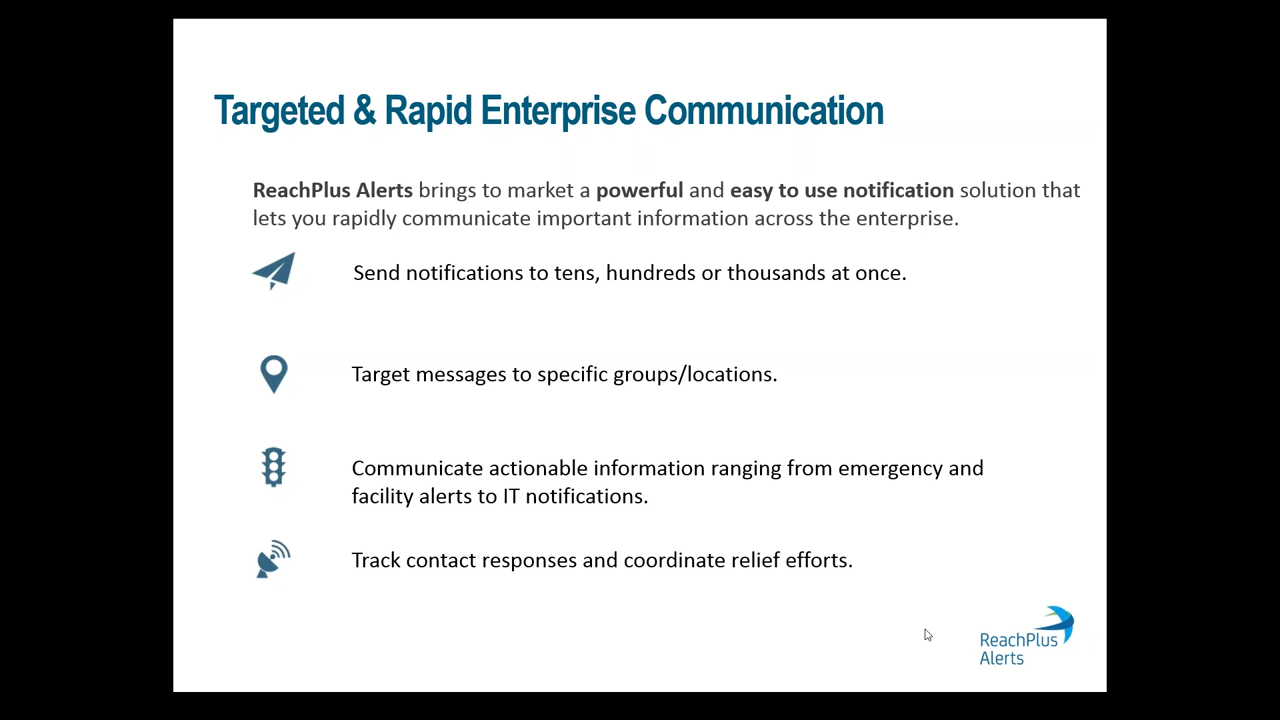 Targeted & Rapid Enterprise Communication
ReachPlus Alerts brings to market a powerful and easy to use notification solution that
lets you rapidly communicate important information across the enterprise.
Send notifications to tens, hundreds or thousands at once.
Target messages to specific groups/locations.
Communicate actionable information ranging from emergency and
facility alerts to IT notifications.
Track contact responses and coordinate relief efforts.
ReachPlus
Alerts